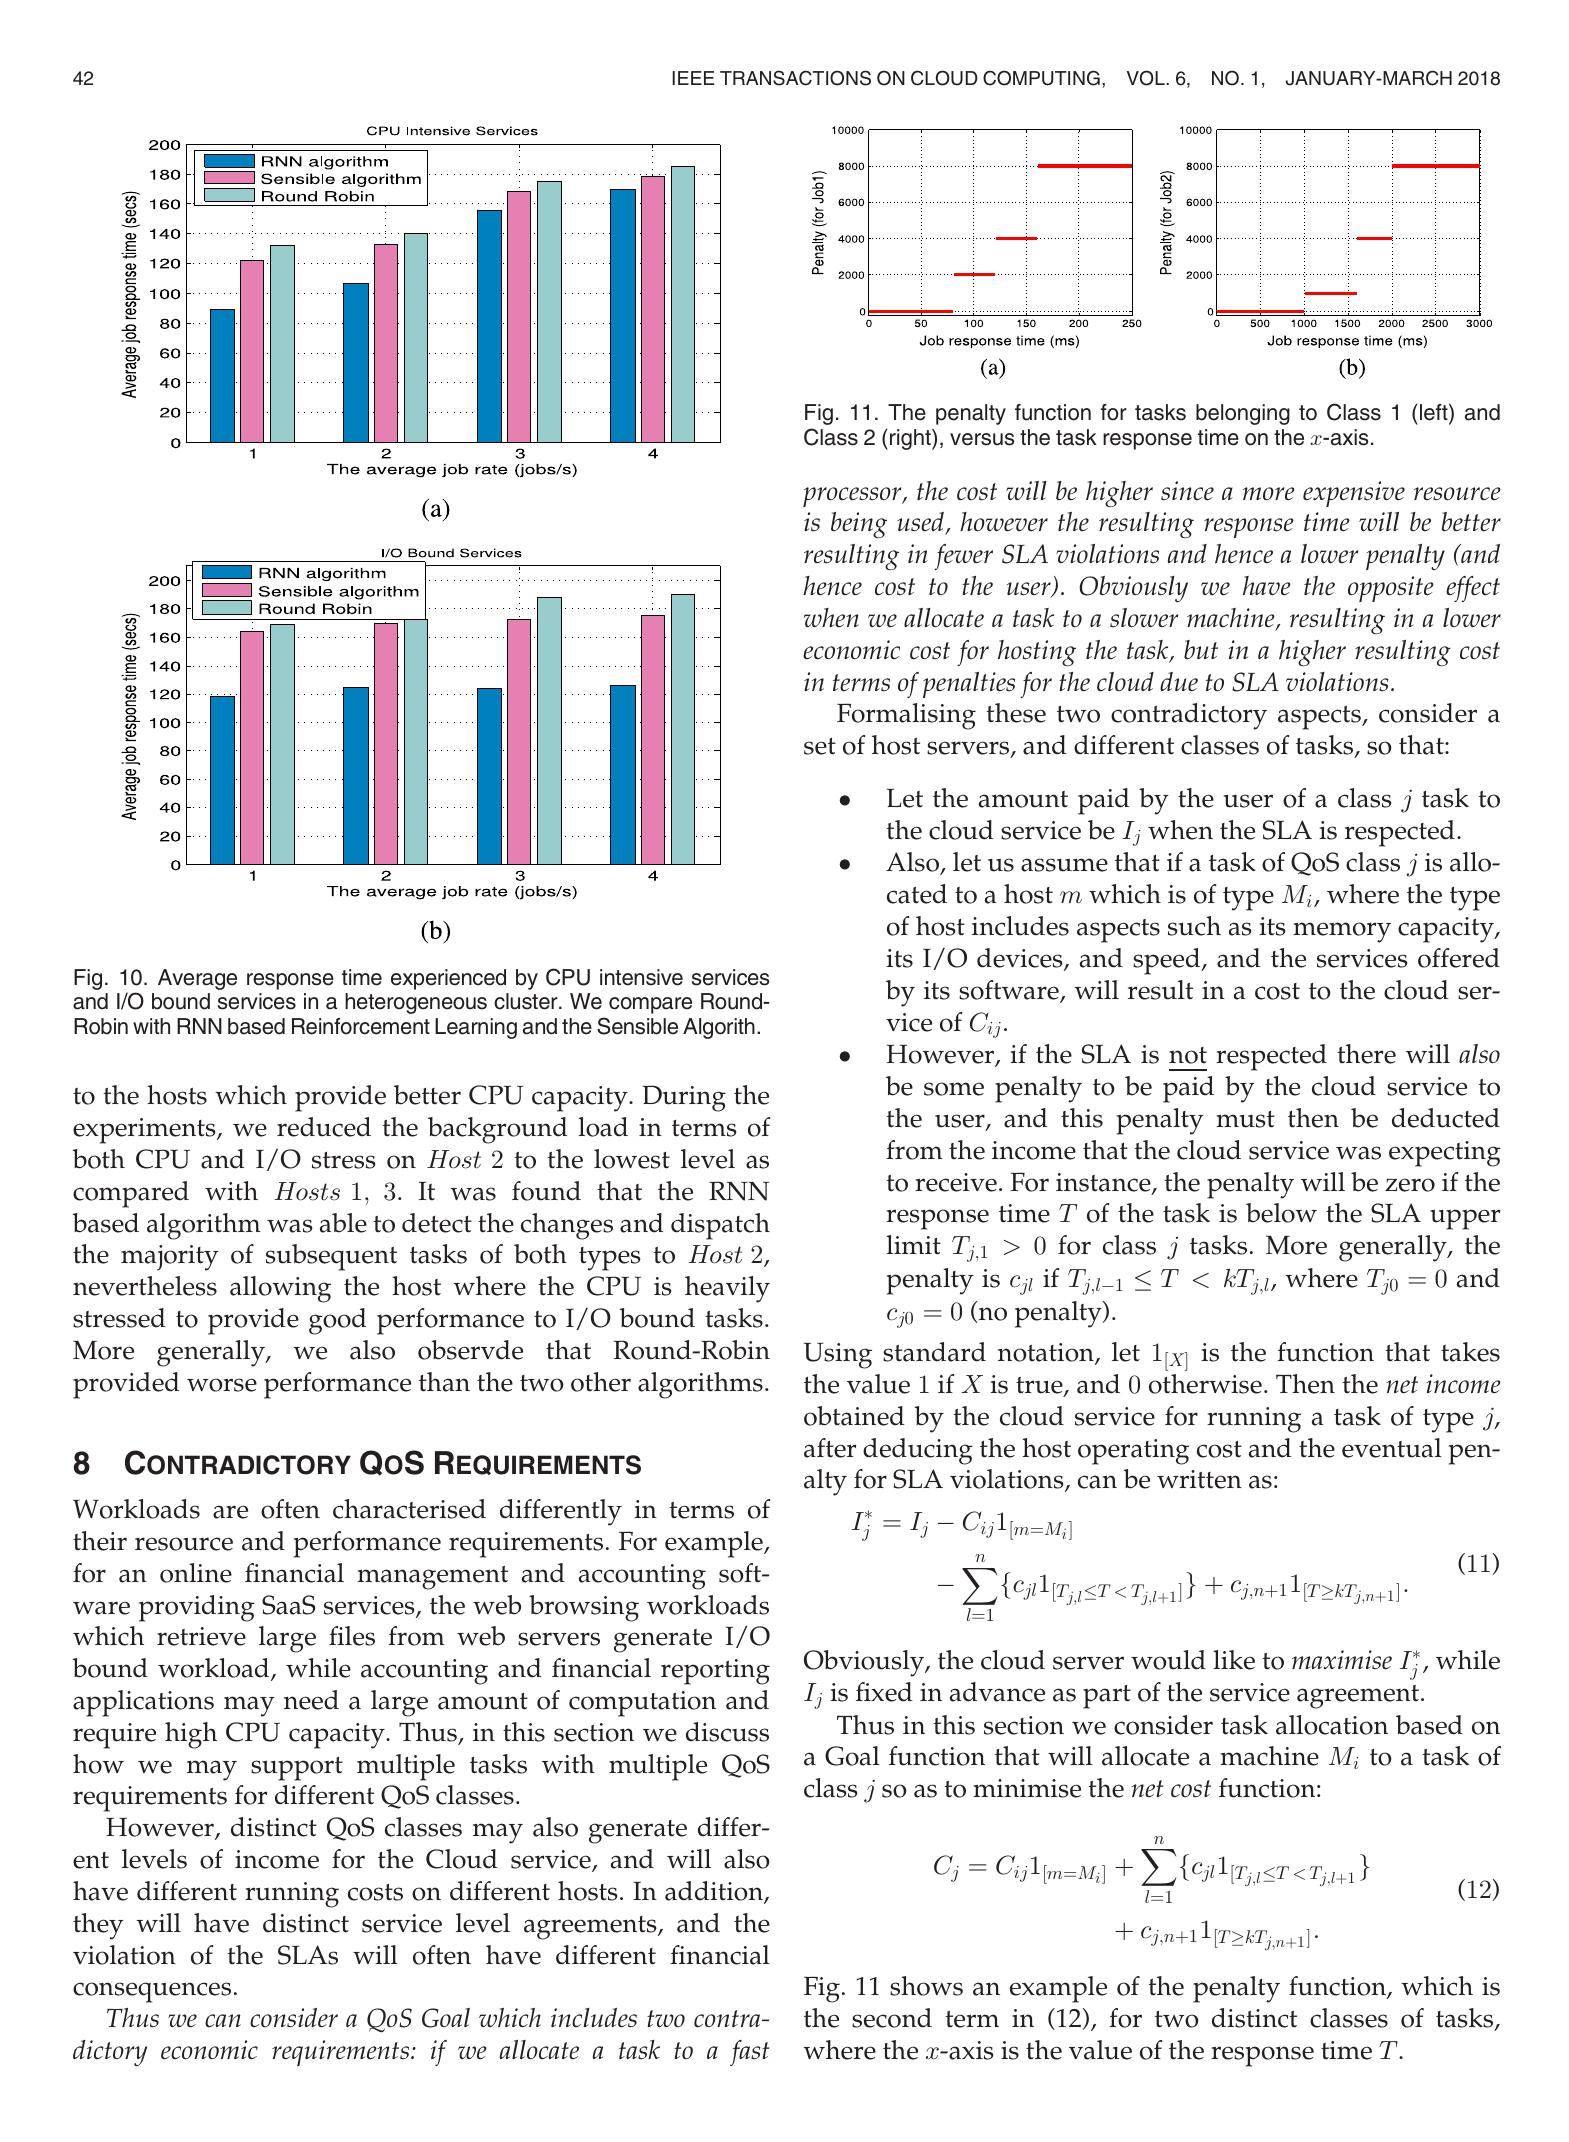 42
IEEE TRANSACTIONS ON CLOUD COMPUTING, VOL. 6, NO. 1, JANUARY-MARCH 2018
CPU Intensive Services
RNN algorithm
Sensible algorithm
Round Robin
Average job response time (secs)
200
180
160
140
120
100
80
60
40
20
0
1 2 3 4
The average job rate (jobs/s)
(a)
I/O Bound Services
RNN algorithm
Sensible algorithm
Round Robin
Average job response time (secs)
200
180
160
140
120
100
80
60
40
20
0
1 2 3 4
The average job rate (jobs/s)
(b)
Fig. 10. Average response time experienced by CPU intensive services
and I/O bound services in a heterogeneous cluster. We compare Round-
Robin with RNN based Reinforcement Learning and the Sensible Algorith.
to the hosts which provide better CPU capacity. During the
experiments, we reduced the background load in terms of
both CPU and I/O stress on Host 2 to the lowest level as
compared with Hosts 1, 3. It was found that the RNN
based algorithm was able to detect the changes and dispatch
the majority of subsequent tasks of both types to Host 2,
nevertheless allowing the host where the CPU is heavily
stressed to provide good performance to I/O bound tasks.
More generally, we also observde that Round-Robin
provided worse performance than the two other algorithms.
8 CONTRADICTORY QOS REQUIREMENTS
Workloads are often characterised differently in terms of
their resource and performance requirements. For example,
for an online financial management and accounting soft-
ware providing SaaS services, the web browsing workloads
which retrieve large files from web servers generate I/O
bound workload, while accounting and financial reporting
applications may need a large amount of computation and
require high CPU capacity. Thus, in this section we discuss
how we may support multiple tasks with multiple QoS
requirements for different QoS classes.
However, distinct QoS classes may also generate differ-
ent levels of income for the Cloud service, and will also
have different running costs on different hosts. In addition,
they will have distinct service level agreements, and the
violation of the SLAs will often have different financial
consequences.
Thus we can consider a QoS Goal which includes two contra-
dictory economic requirements: if we allocate a task to a fast
Penalty (for Job1)
10000
8000
6000
4000
2000
0
0 50 100 150 200 250
Job response time (ms)
(a)
Penalty (for Job2)
10000
8000
6000
4000
2000
0
0 500 1000 1500 2000 2500 3000
Job response time (ms)
(b)
Fig. 11. The penalty function for tasks belonging to Class 1 (left) and
Class 2 (right), versus the task response time on the x-axis.
processor, the cost will be higher since a more expensive resource
is being used, however the resulting response time will be better
resulting in fewer SLA violations and hence a lower penalty (and
hence cost to the user). Obviously we have the opposite effect
when we allocate a task to a slower machine, resulting in a lower
economic cost for hosting the task, but in a higher resulting cost
in terms of penalties for the cloud due to SLA violations.
Formalising these two contradictory aspects, consider a
set of host servers, and different classes of tasks, so that:
• Let the amount paid by the user of a class j task to
the cloud service be I_j when the SLA is respected.
• Also, let us assume that if a task of QoS class j is allo-
cated to a host m which is of type M_i, where the type
of host includes aspects such as its memory capacity,
its I/O devices, and speed, and the services offered
by its software, will result in a cost to the cloud ser-
vice of C_{ij}.
• However, if the SLA is not respected there will also
be some penalty to be paid by the cloud service to
the user, and this penalty must then be deducted
from the income that the cloud service was expecting
to receive. For instance, the penalty will be zero if the
response time T of the task is below the SLA upper
limit T_{j,1} > 0 for class j tasks. More generally, the
penalty is c_{jl} if T_{j,l−1} ≤ T < kT_{j,l}, where T_{j0} = 0 and
c_{j0} = 0 (no penalty).
Using standard notation, let 1_{[X]} is the function that takes
the value 1 if X is true, and 0 otherwise. Then the net income
obtained by the cloud service for running a task of type j,
after deducing the host operating cost and the eventual pen-
alty for SLA violations, can be written as:
I_j^* = I_j − C_{ij}1_{[m=M_i]}
− ∑_{l=1}^{n} {c_{jl}1_{[T_{j,l}≤T<T_{j,l+1}]}} + c_{j,n+1}1_{[T≥kT_{j,n+1}]}. (11)
Obviously, the cloud server would like to maximise I_j^*, while
I_j is fixed in advance as part of the service agreement.
Thus in this section we consider task allocation based on
a Goal function that will allocate a machine M_i to a task of
class j so as to minimise the net cost function:
C_j = C_{ij}1_{[m=M_i]} + ∑_{l=1}^{n} {c_{jl}1_{[T_{j,l}≤T<T_{j,l+1}}}
+ c_{j,n+1}1_{[T≥kT_{j,n+1}]}. (12)
Fig. 11 shows an example of the penalty function, which is
the second term in (12), for two distinct classes of tasks,
where the x-axis is the value of the response time T.